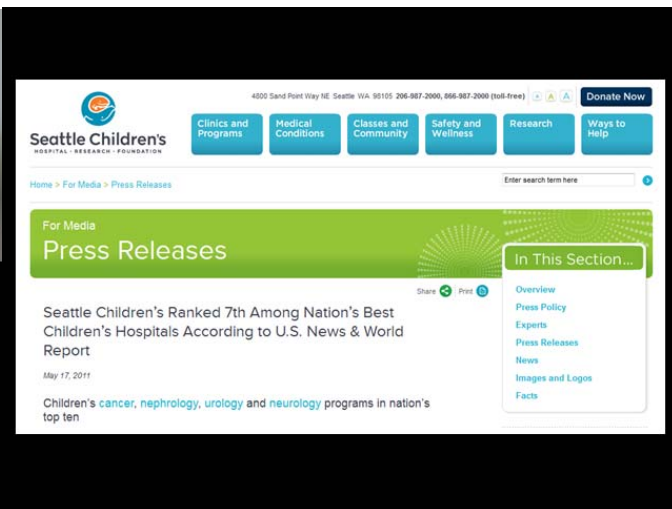 4800 Sand Point Way NE Seattle WA 98105 206-987-2000, 866-987-2000 (toll-free) A A A Donate Now
Seattle Children's
HOSPITAL • RESEARCH • FOUNDATION
Clinics and Programs
Medical Conditions
Classes and Community
Safety and Wellness
Research
Ways to Help
Home > For Media > Press Releases
Enter search term here
For Media
Press Releases
In This Section...
Share Print
Overview
Press Policy
Experts
Press Releases
News
Images and Logos
Facts
Seattle Children's Ranked 7th Among Nation's Best
Children's Hospitals According to U.S. News & World
Report
May 17, 2011
Children's cancer, nephrology, urology and neurology programs in nation's
top ten